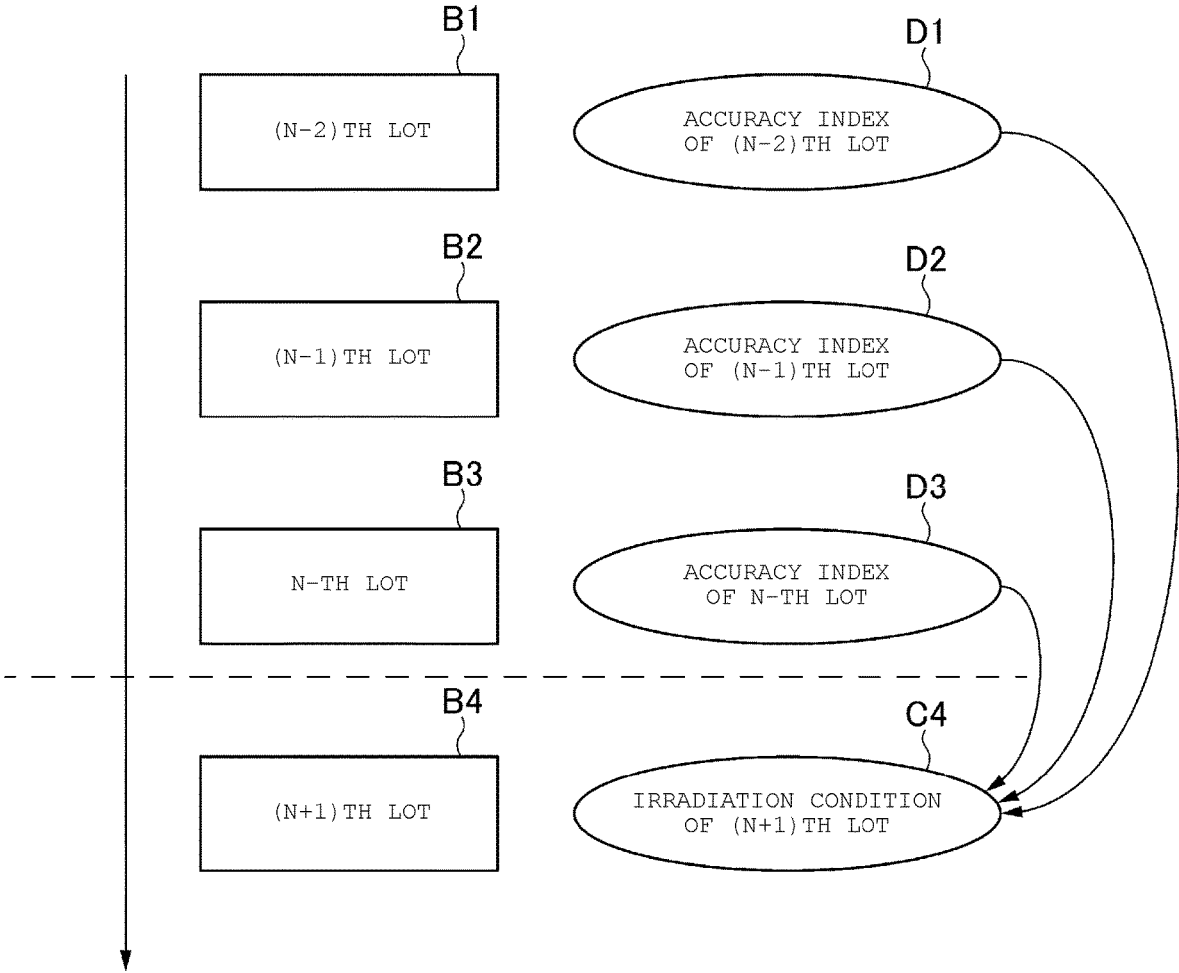 B1
D1
(N-2)TH LOT
ACCURACY INDEX
OF (N-2)TH LOT
B2
D2
(N-1)TH LOT
ACCURACY INDEX
OF (N-1)TH LOT
B3
D3
N-TH LOT
ACCURACY INDEX
OF N-TH LOT
B4
C4
(N+1)TH LOT
IRRADIATION CONDITION
OF (N+1)TH LOT